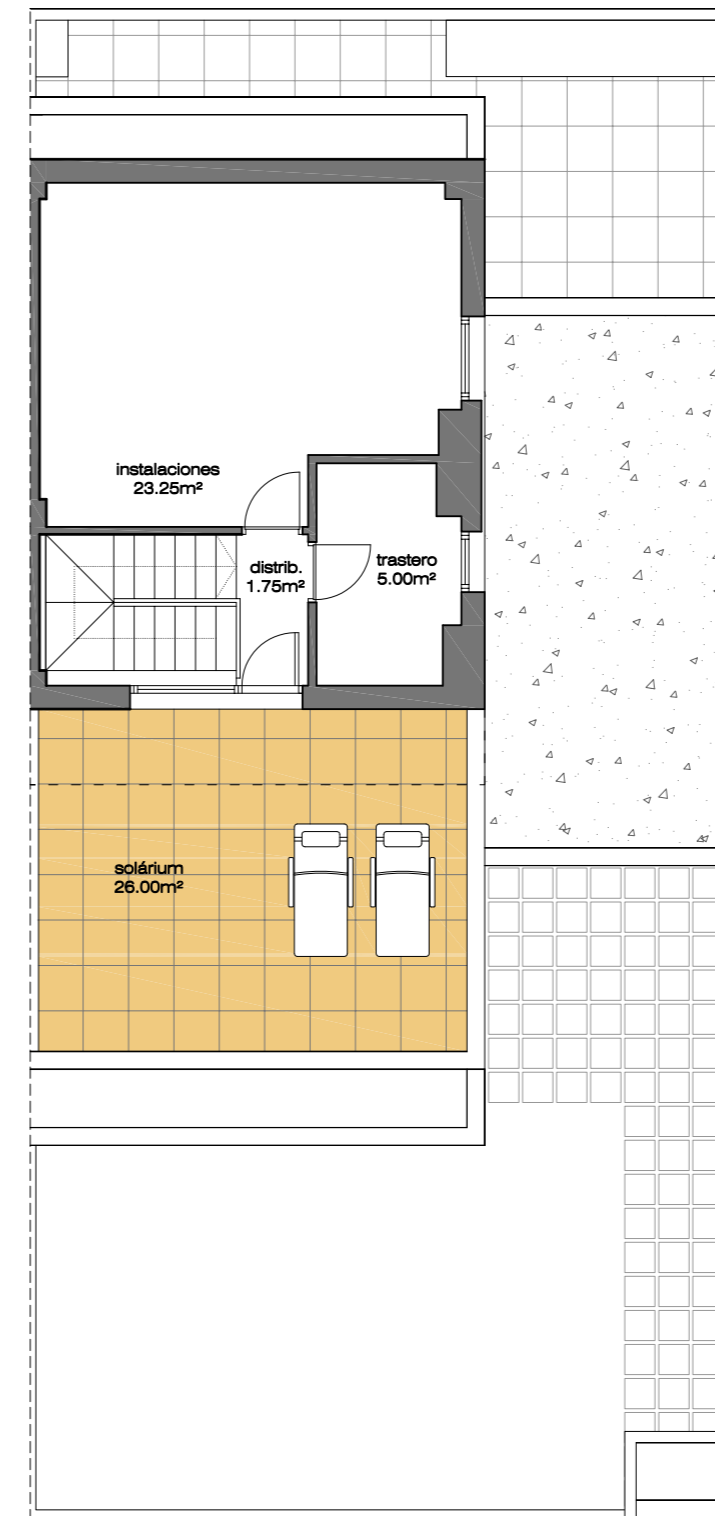 instalaciones
23.25m²
distrib.
1.75m²
trastero
5.00m²
solárium
26.00m²